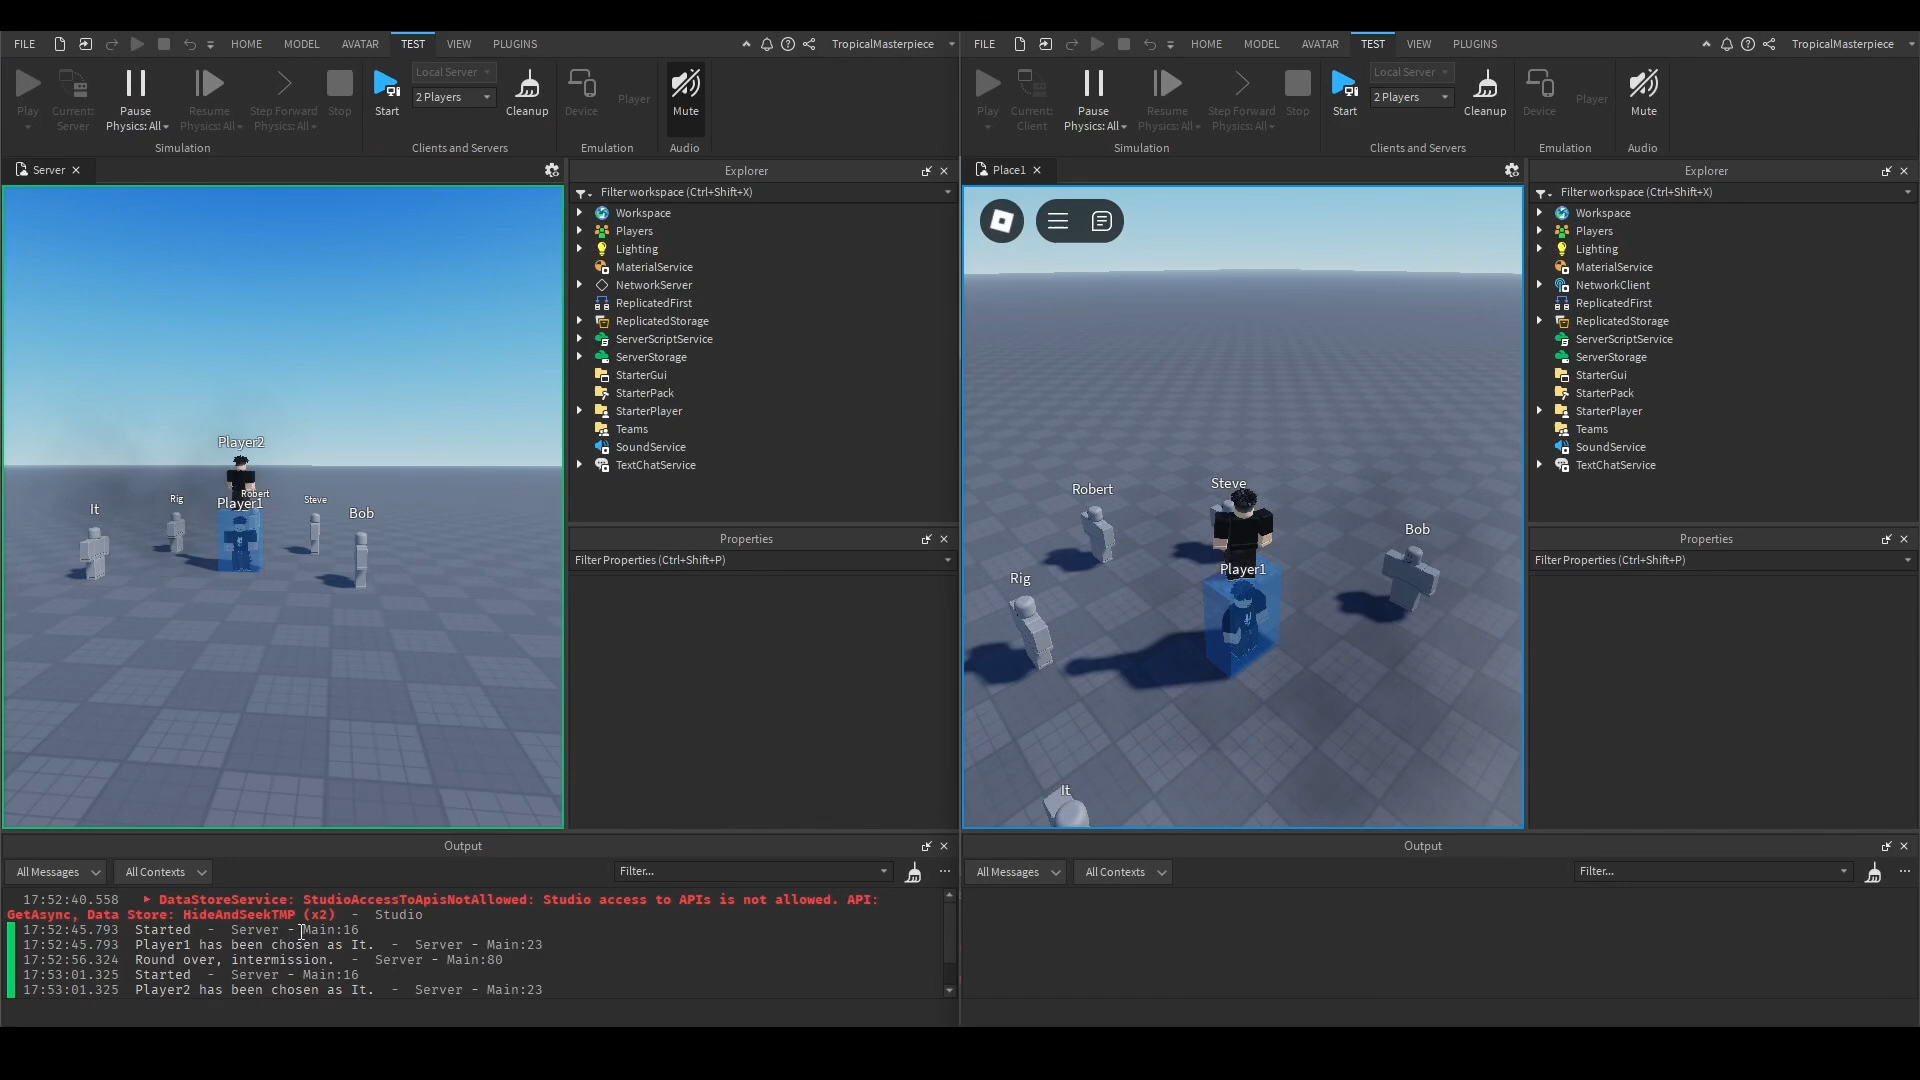 FILE HOME MODEL AVATAR TEST VIEW PLUGINS TropicalMasterpiece
Play Current: Server Pause Physics: All Resume Physics: All Step Forward Physics: All Stop Start Local Server 2 Players Cleanup Device Player Mute
Simulation Clients and Servers Emulation Audio
Server
Explorer
Filter workspace (Ctrl+Shift+X)
Workspace
Players
Lighting
MaterialService
NetworkServer
ReplicatedFirst
ReplicatedStorage
ServerScriptService
ServerStorage
StarterGui
StarterPack
StarterPlayer
Teams
SoundService
TextChatService
Player2
Rig
Robert
Steve
Player1
It
Bob
Properties
Filter Properties (Ctrl+Shift+P)
Output
All Messages All Contexts Filter...
17:52:40.558 DataStoreService: StudioAccessToApisNotAllowed: Studio access to APIs is not allowed. API:
GetAsync, Data Store: HideAndSeekTMP (x2) - Studio
17:52:45.793 Started - Server - Main:16
17:52:45.793 Player1 has been chosen as It. - Server - Main:23
17:52:56.324 Round over, intermission. - Server - Main:80
17:53:01.325 Started - Server - Main:16
17:53:01.325 Player2 has been chosen as It. - Server - Main:23
FILE HOME MODEL AVATAR TEST VIEW PLUGINS TropicalMasterpiece
Play Current: Client Pause Physics: All Resume Physics: All Step Forward Physics: All Stop Start Local Server 2 Players Cleanup Device Player Mute
Simulation Clients and Servers Emulation Audio
Place1
Explorer
Filter workspace (Ctrl+Shift+X)
Workspace
Players
Lighting
MaterialService
NetworkClient
ReplicatedFirst
ReplicatedStorage
ServerScriptService
ServerStorage
StarterGui
StarterPack
StarterPlayer
Teams
SoundService
TextChatService
Robert
Steve
Bob
Player1
Rig
It
Properties
Filter Properties (Ctrl+Shift+P)
Output
All Messages All Contexts Filter...